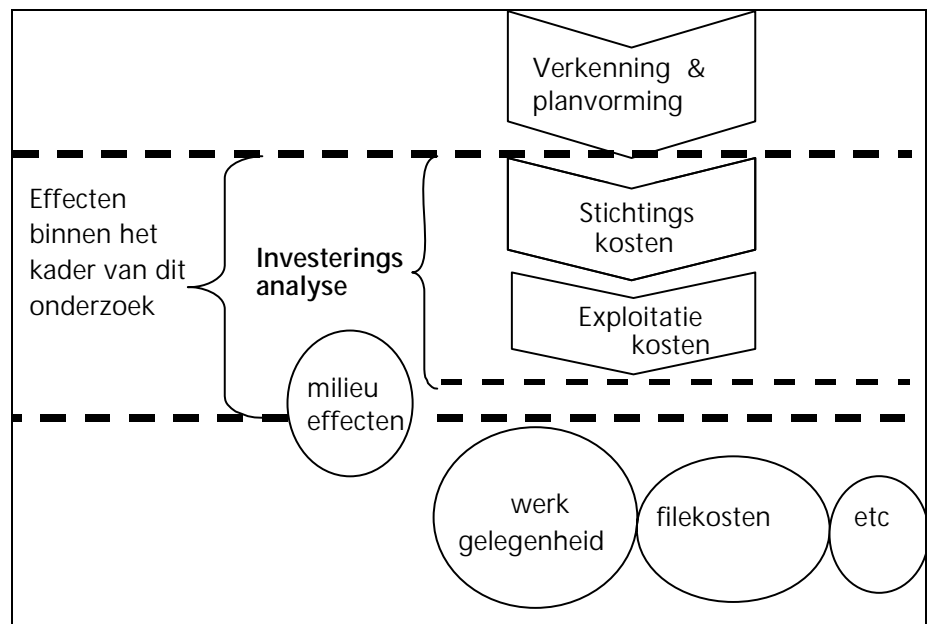 Verkenning &
planvorming
Effecten
binnen het
kader van dit
onderzoek
Investerings
analyse
Stichtings
kosten
Exploitatie
kosten
milieu
effecten
werk
gelegenheid
filekosten
etc